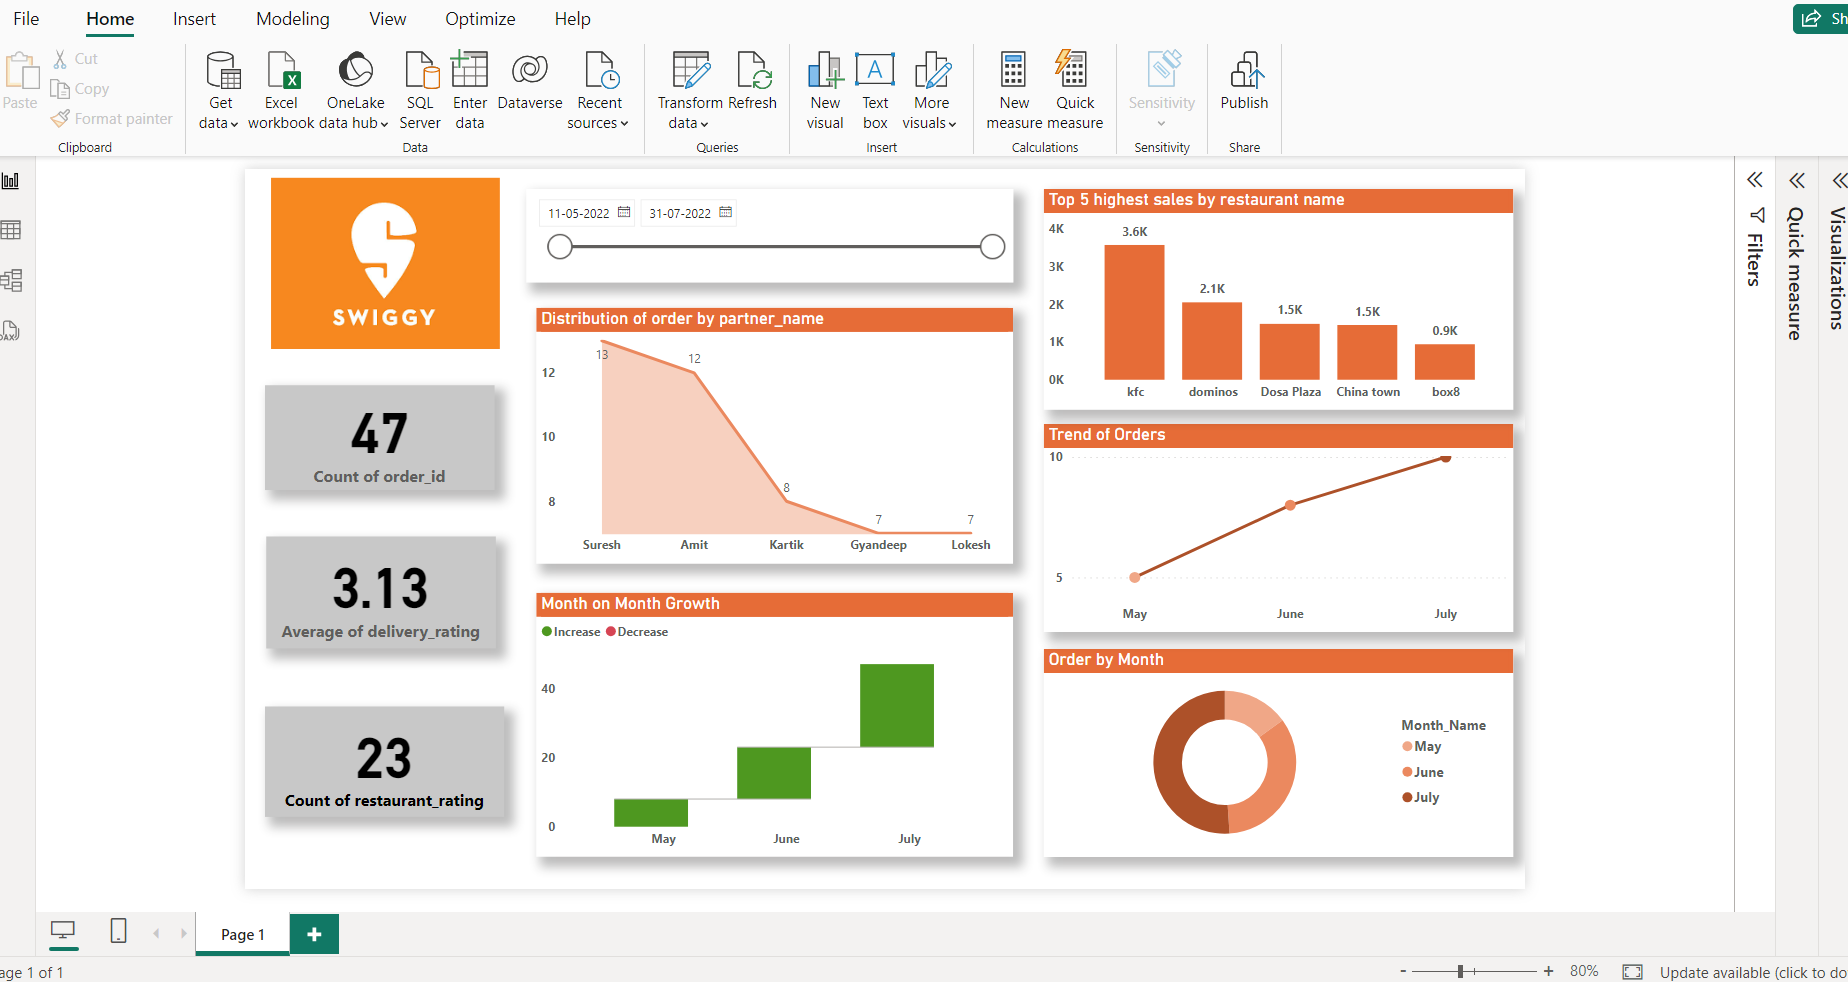 File Home Insert Modeling View Optimize Help
Sh
Paste
Cut
Copy
Format painter
Clipboard
Get data
Excel workbook
OneLake data hub
SQL Server
Enter data
Dataverse
Recent sources
Data
Transform data
Refresh
Queries
New visual
Text box
A
More visuals
Insert
New measure
Quick measure
Calculations
Sensitivity
Sensitivity
Publish
Share
DAX
SWIGGY
47
Count of order_id
3.13
Average of delivery_rating
23
Count of restaurant_rating
11-05-2022 31-07-2022
Distribution of order by partner_name
13
12
8
7
7
12
10
8
Suresh Amit Kartik Gyandeep Lokesh
Month on Month Growth
Increase Decrease
40
20
0
May June July
Top 5 highest sales by restaurant name
4K
3K
2K
1K
0K
3.6K
2.1K
1.5K
1.5K
0.9K
kfc dominos Dosa Plaza China town box8
Trend of Orders
10
5
May June July
Order by Month
Month_Name
May
June
July
Filters
Quick measure
Visualizations
Page 1
+
age 1 of 1
- + 80%
Update available (click to do